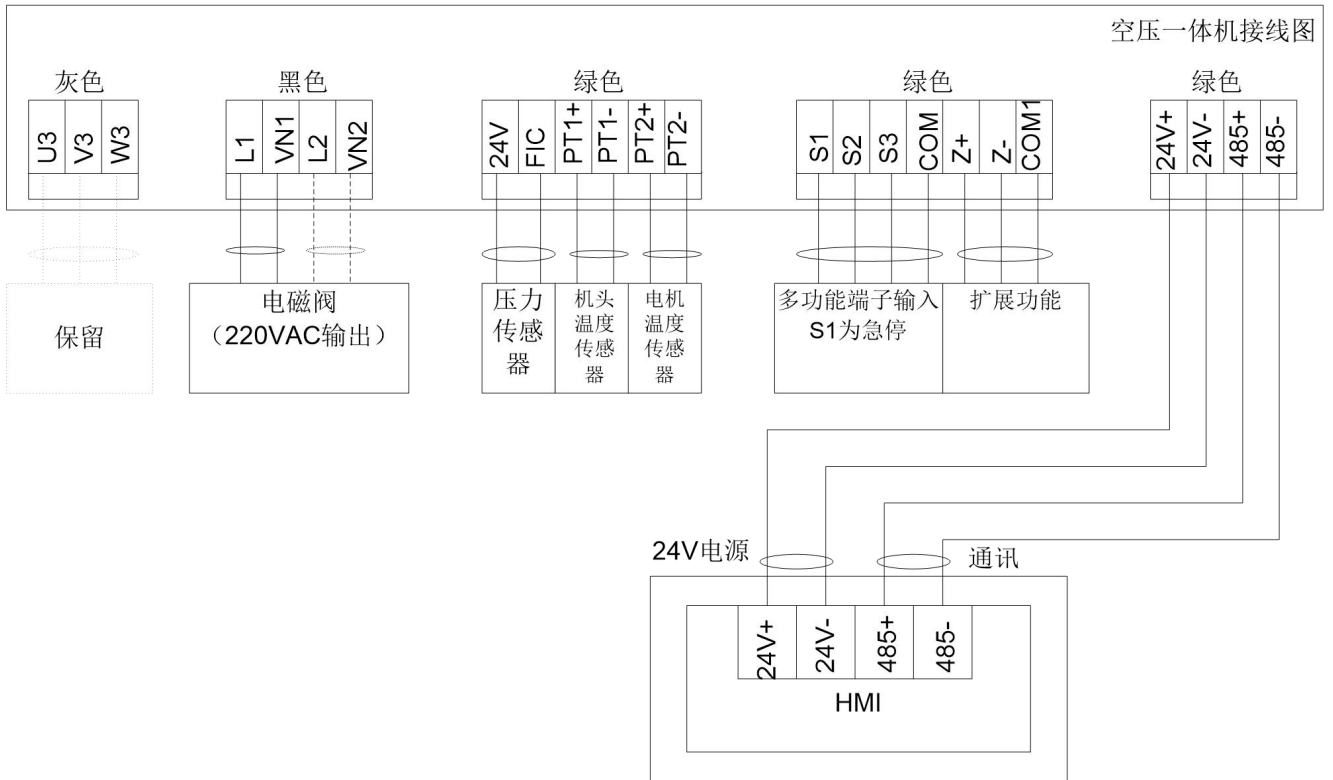 空压一体机接线图
灰色
黑色
绿色
绿色
绿色
U3
V3
W3
L1
VN1
L2
VN2
24V
FIC
PT1+
PT1-
PT2+
PT2-
S1
S2
S3
COM
Z+
Z-
COM1
24V+
24V-
485+
485-
保留
电磁阀
（220VAC输出）
压力
传感
器
机头
温度
传感
器
电机
温度
传感
器
多功能端子输入
S1为急停
扩展功能
24V电源
通讯
24V+
24V-
485+
485-
HMI